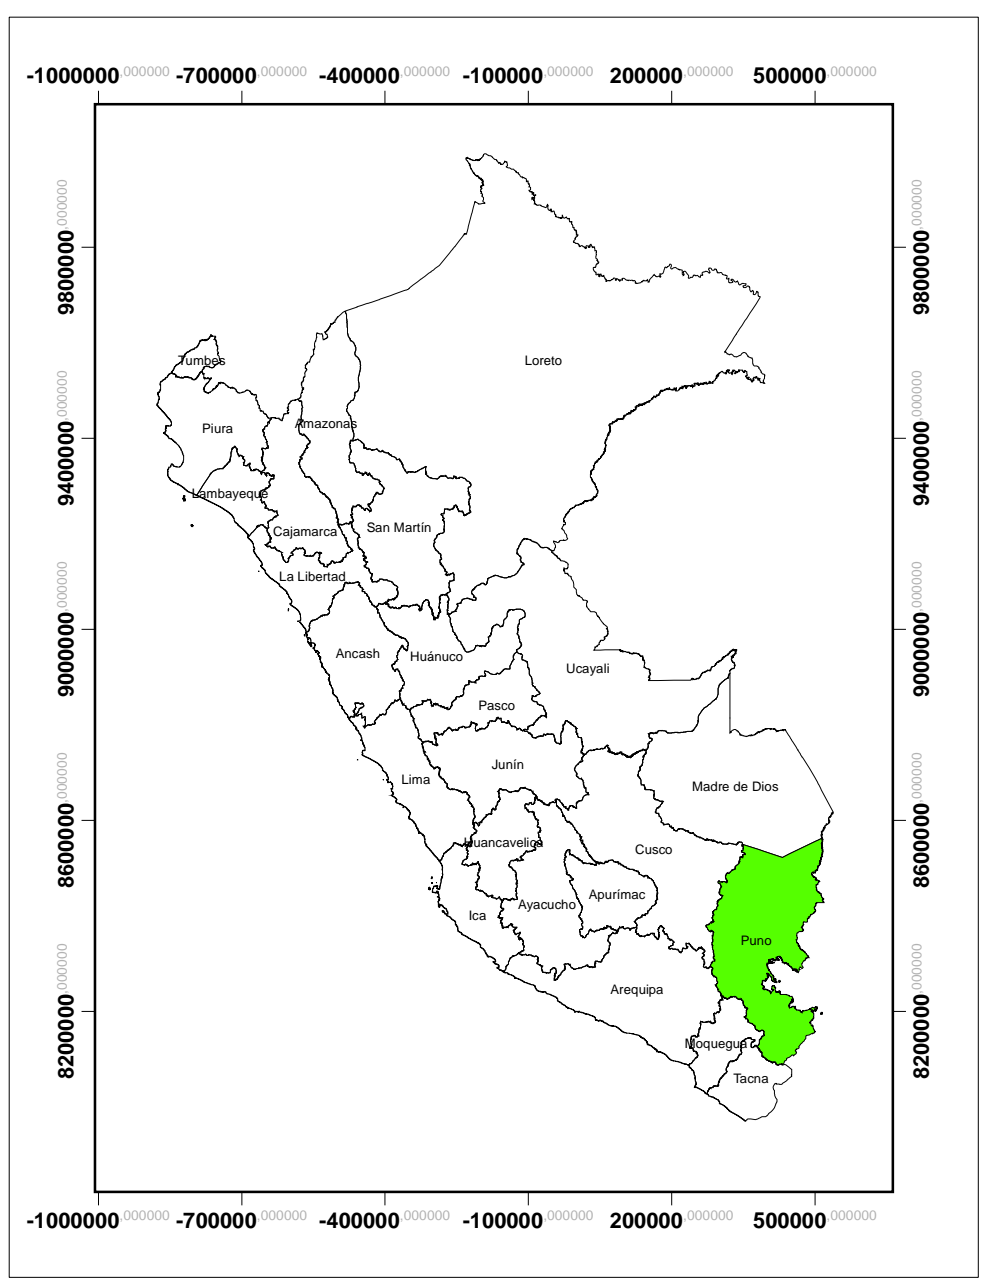 -1000000,000000 -700000,000000 -400000,000000 -100000,000000 200000,000000 500000,000000
9800000,000000 9800000,000000
Tumbes
Loreto
9400000,000000 9400000,000000
Amazonas
Piura
Lambayeque
San Martín
Cajamarca
La Libertad
9000000,000000 9000000,000000
Ancash
Huánuco
Ucayali
Pasco
Junín
Lima
Madre de Dios
8600000,000000 8600000,000000
Huancavelica
Cusco
Apurímac
Ayacucho
Ica
Puno
Arequipa
8200000,000000 8200000,000000
Moquegua
Tacna
-1000000,000000 -700000,000000 -400000,000000 -100000,000000 200000,000000 500000,000000